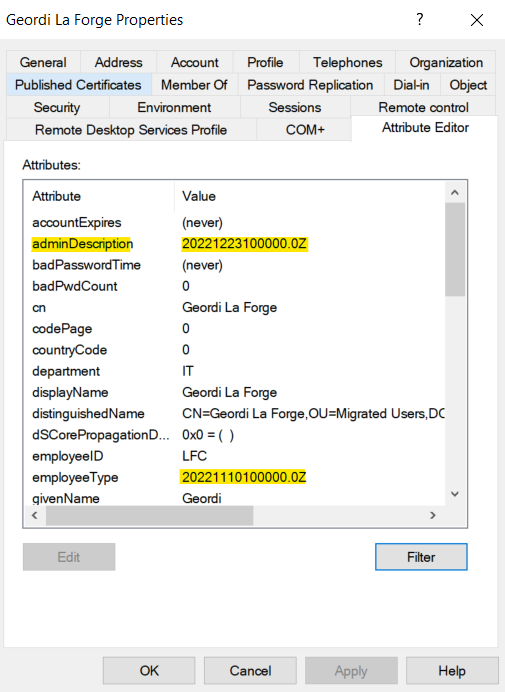 Geordi La Forge Properties ?
General Address Account Profile Telephones Organization
Published Certificates Member Of Password Replication Dial-in Object
Security Environment Sessions Remote control
Remote Desktop Services Profile COM+ Attribute Editor
Attributes:
Attribute Value
accountExpires (never)
adminDescription 20221223100000.0Z
badPasswordTime (never)
badPwdCount 0
cn Geordi La Forge
codePage 0
countryCode 0
department IT
displayName Geordi La Forge
distinguishedName CN=Geordi La Forge,OU=Migrated Users,DC
dSCorePropagationD... 0x0 = ( )
employeeID LFC
employeeType 20221110100000.0Z
givenName Geordi
Edit Filter
OK Cancel Apply Help